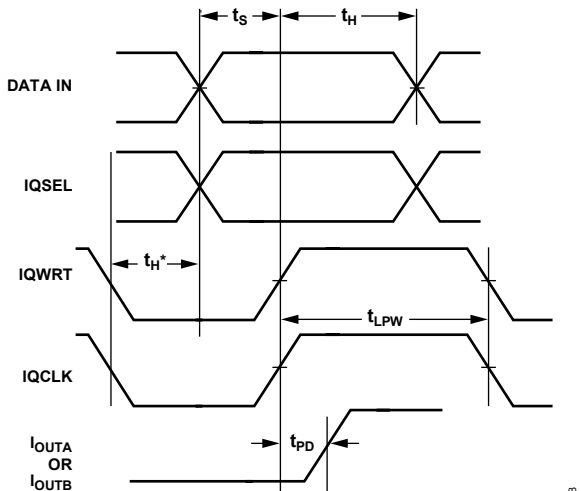 tS
tH
DATA IN
IQSEL
tH*
IQWRT
tLPW
IQCLK
tPD
IOUTA
OR
IOUTB